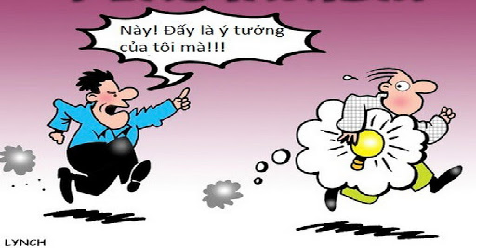 Này! Đấy là ý tưởng
của tôi mà!!!
LYNCH